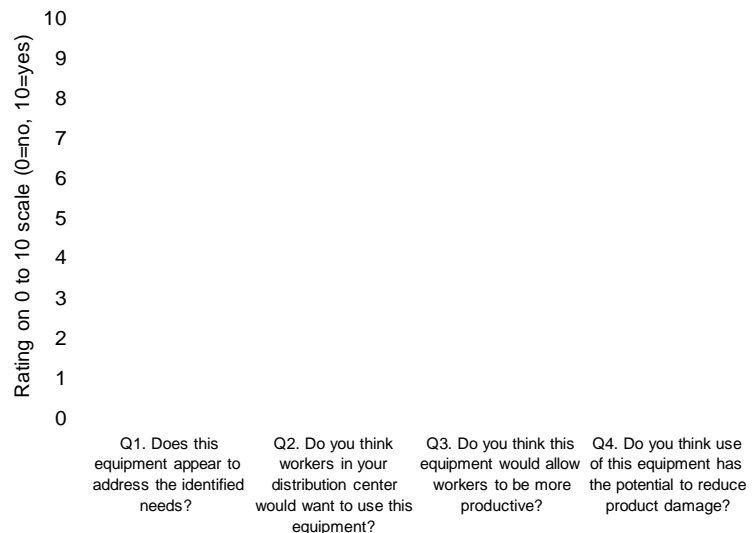 Rating on 0 to 10 scale (0=no, 10=yes)
10
9
8
7
6
5
4
3
2
1
0
Q1. Does this
equipment appear to
address the identified
needs?
Q2. Do you think
workers in your
distribution center
would want to use this
equipment?
Q3. Do you think this
equipment would allow
workers to be more
productive?
Q4. Do you think use
of this equipment has
the potential to reduce
product damage?